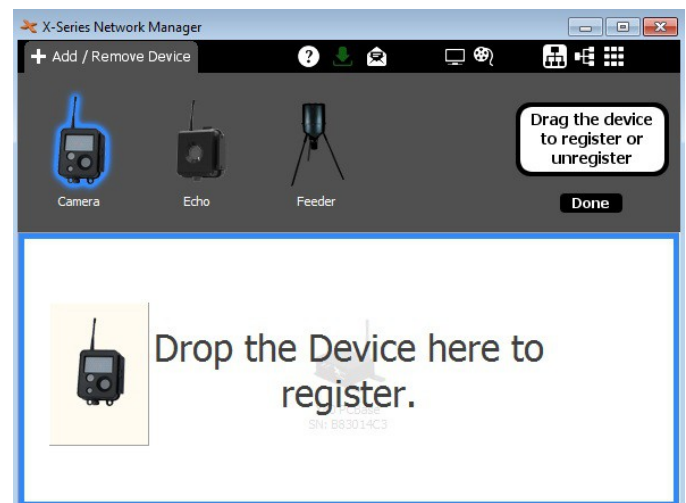 X-Series Network Manager
+ Add / Remove Device
?
Drag the device
to register or
unregister
Camera
Echo
Feeder
Done
Drop the Device here to
register.
PCBase
SN: B83014C3